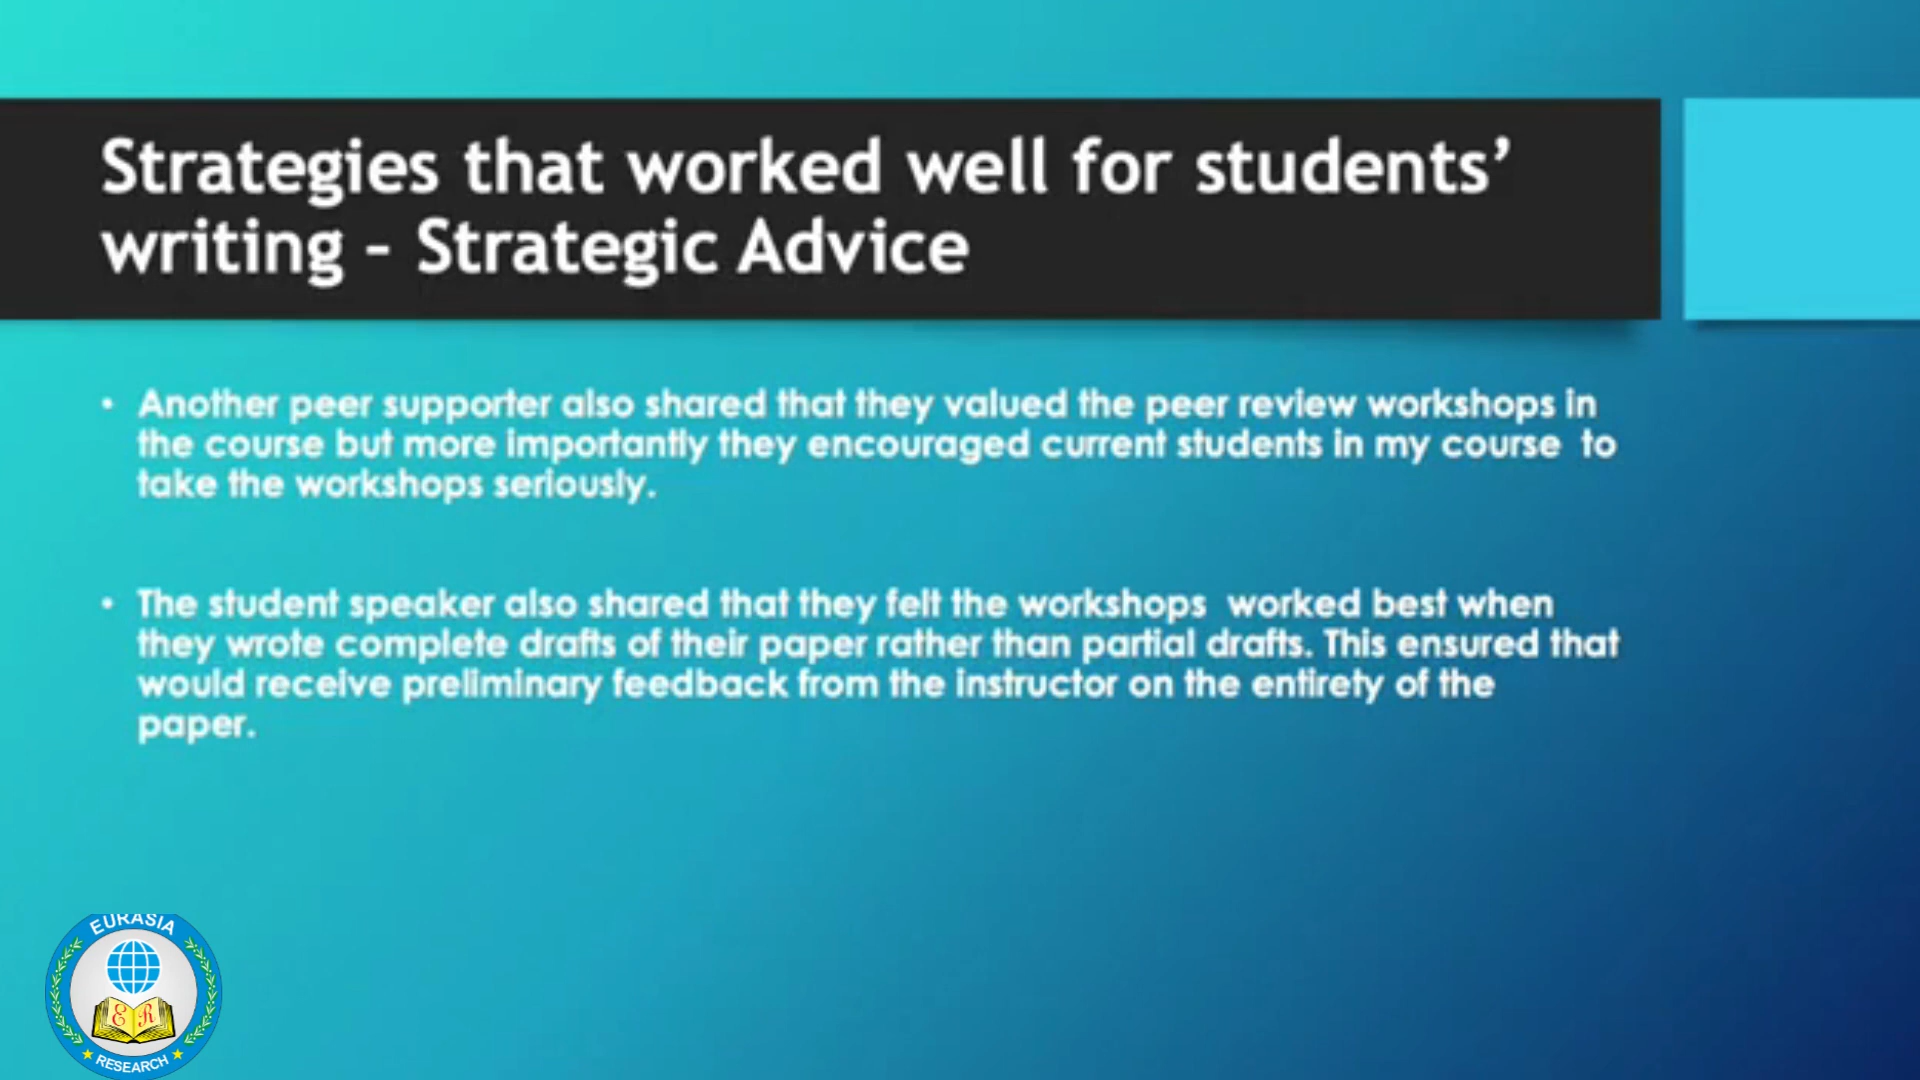 Strategies that worked well for students’
writing – Strategic Advice
• Another peer supporter also shared that they valued the peer review workshops in
the course but more importantly they encouraged current students in my course to
take the workshops seriously.
• The student speaker also shared that they felt the workshops worked best when
they wrote complete drafts of their paper rather than partial drafts. This ensured that
would receive preliminary feedback from the instructor on the entirety of the
paper.
EURASIA
E R
RESEARCH